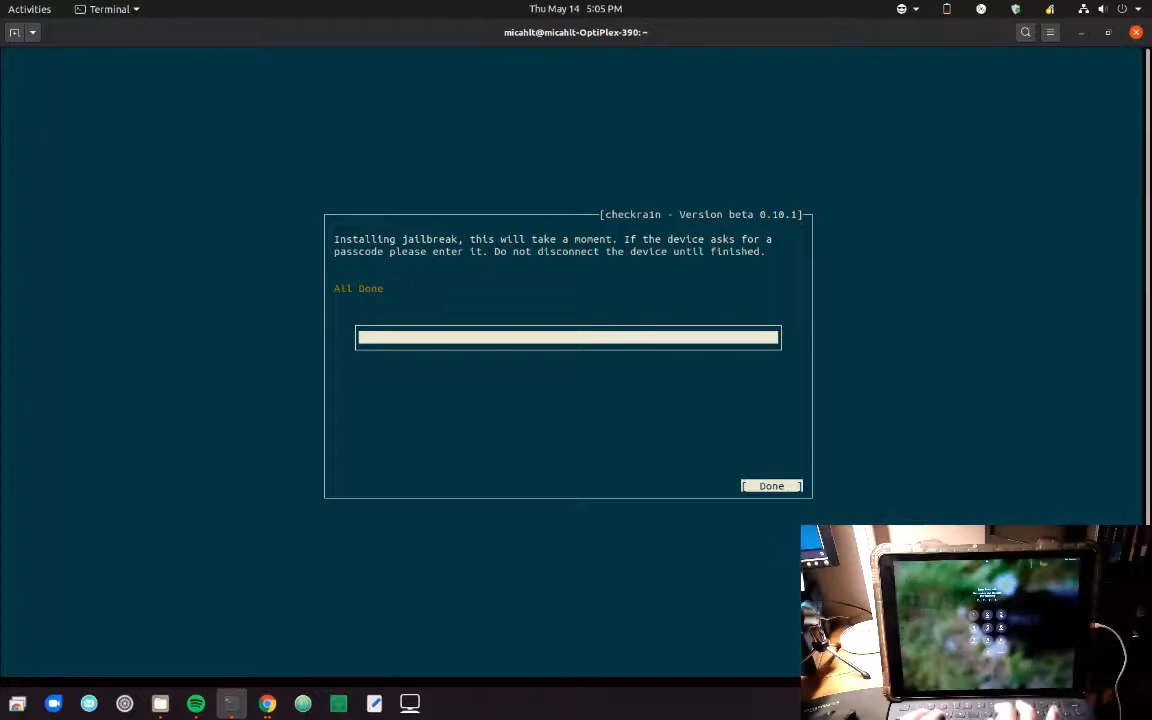 Activities
Terminal
Thu May 14 5:05 PM
micahlt@micahlt-OptiPlex-390: ~
[checkra1n - Version beta 0.10.1]
Installing jailbreak, this will take a moment. If the device asks for a
passcode please enter it. Do not disconnect the device until finished.
All Done
[ Done ]